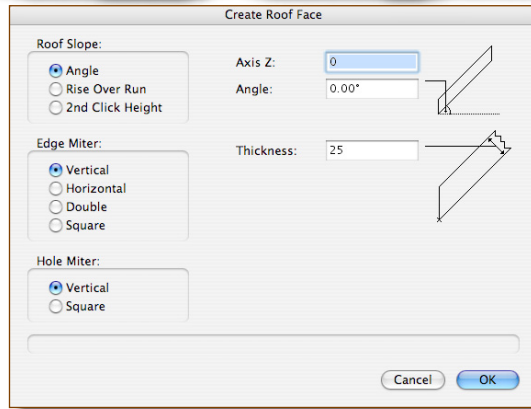 Create Roof Face
Roof Slope:
Angle
Rise Over Run
2nd Click Height
Axis Z:
0
Angle:
0.00°
Edge Miter:
Vertical
Horizontal
Double
Square
Thickness:
25
Hole Miter:
Vertical
Square
Cancel
OK